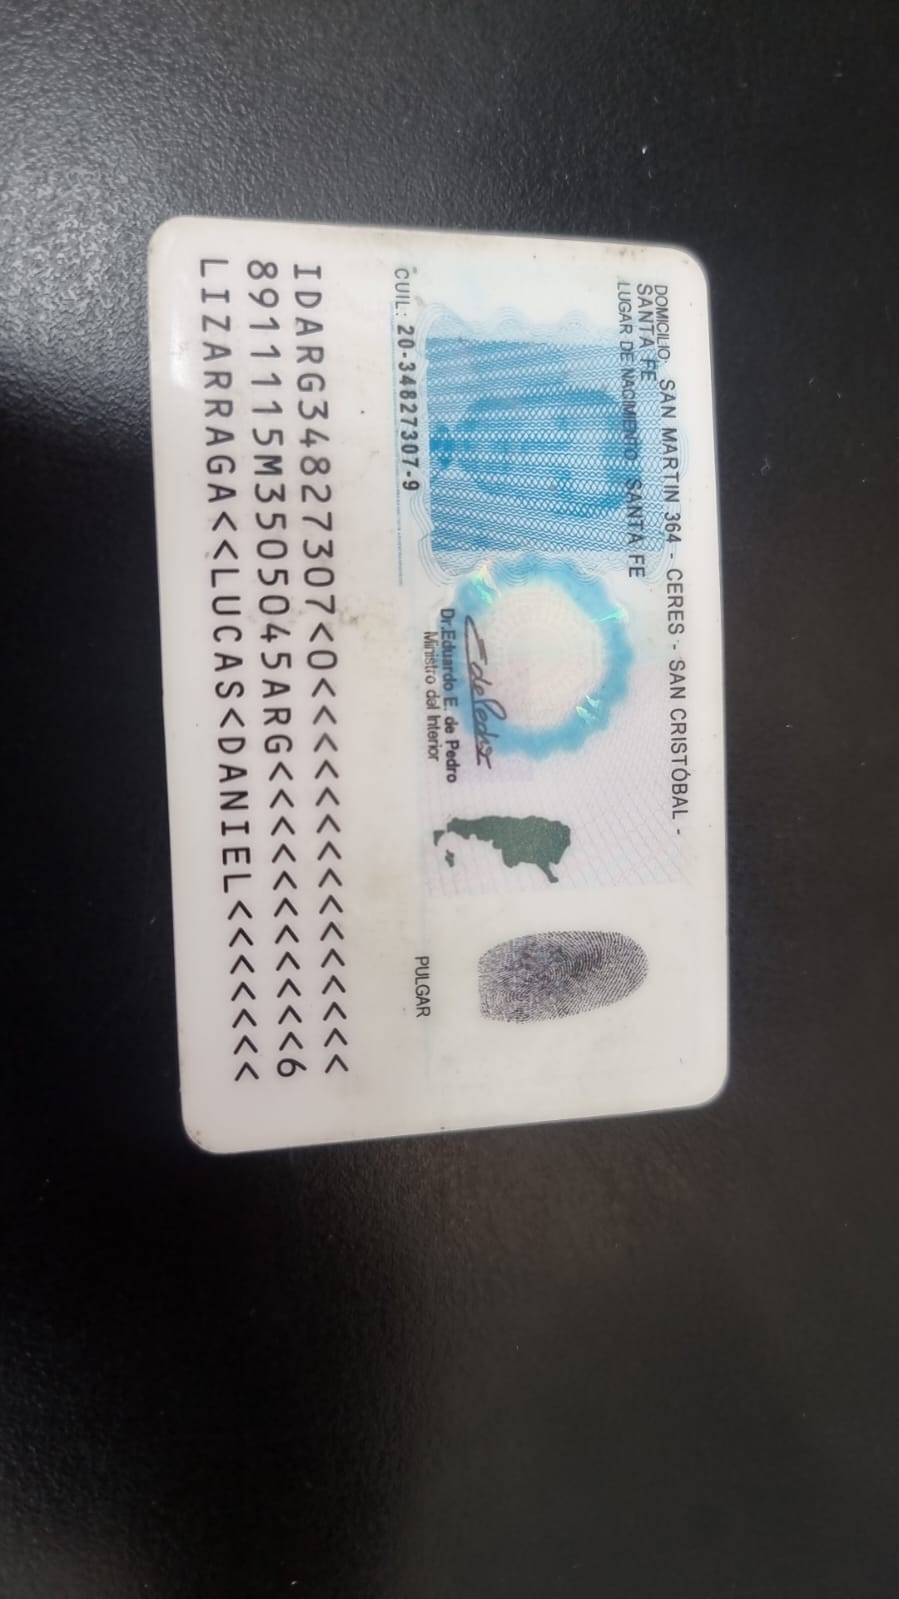 DOMICILIO: SAN MARTIN 364 - CERES - SAN CRISTÓBAL -
SANTA FE
LUGAR DE NACIMIENTO: SANTA FE
Dr. Eduardo E. de Pedro
Ministro del Interior
CUIL: 20-34827307-9
PULGAR
IDARG34827307<0<<<<<<<<<<<<<<<
8911115M3505045ARG<<<<<<<<<<<6
LIZARRAGA<<LUCAS<DANIEL<<<<<<<